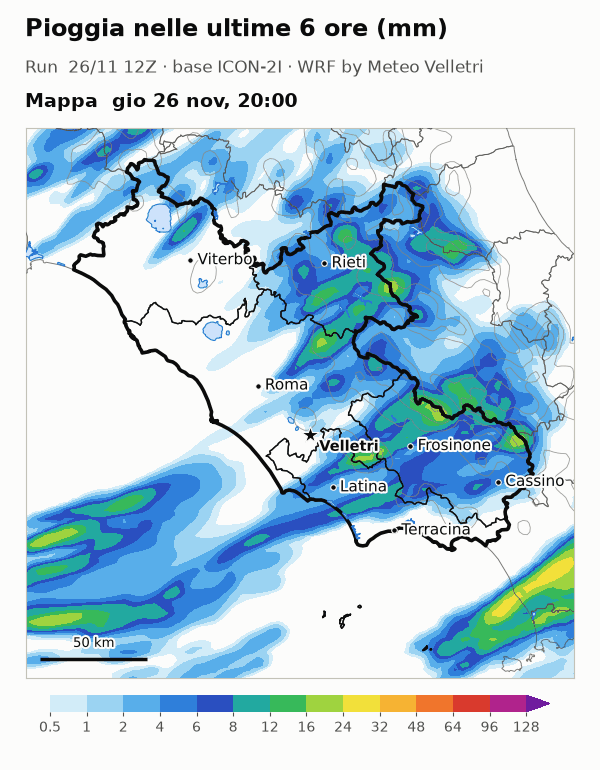 Pioggia nelle ultime 6 ore (mm)
Run  26/11 12Z · base ICON-2I · WRF by Meteo Velletri
Mappa  gio 26 nov, 20:00
Viterbo
Rieti
Roma
Velletri
Frosinone
Cassino
Latina
Terracina
50 km
0.5 1 2 4 6 8 12 16 24 32 48 64 96 128